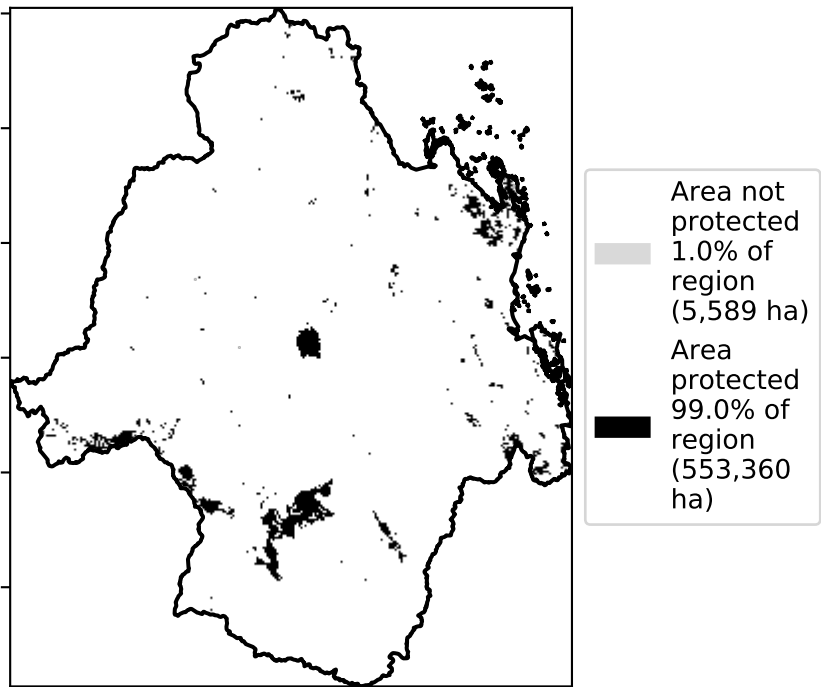 Area not
protected
1.0% of
region
(5,589 ha)
Area
protected
99.0% of
region
(553,360
ha)